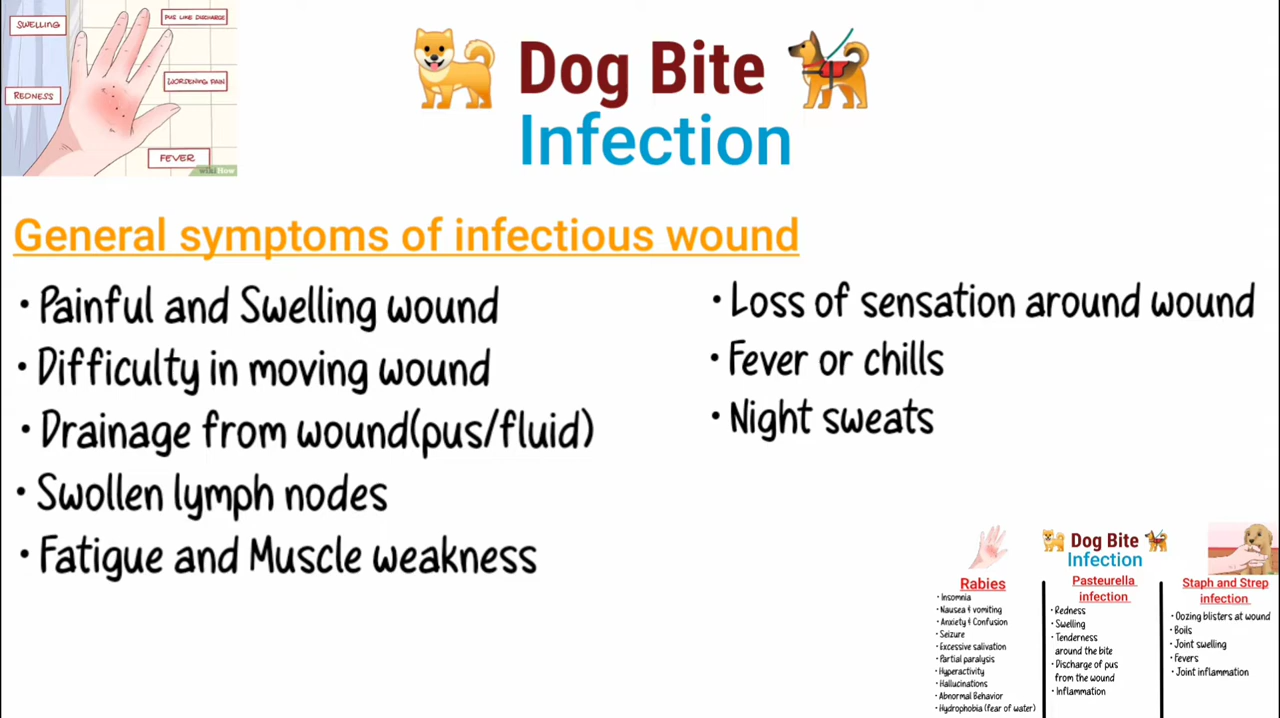 SWELLING
PUS LIKE DISCHARGE
WORSENING PAIN
REDNESS
FEVER
wikiHow
Dog Bite
Infection
General symptoms of infectious wound
• Painful and Swelling wound
• Difficulty in moving wound
• Drainage from wound(pus/fluid)
• Swollen lymph nodes
• Fatigue and Muscle weakness
• Loss of sensation around wound
• Fever or chills
• Night sweats
Dog Bite
Infection
Rabies
• Insomnia
• Nausea & vomiting
• Anxiety & Confusion
• Seizure
• Excessive salivation
• Partial paralysis
• Hyperactivity
• Hallucinations
• Abnormal Behavior
• Hydrophobia (fear of water)
Pasteurella
infection
• Redness
• Swelling
• Tenderness
around the bite
• Discharge of pus
from the wound
• Inflammation
Staph and Strep
infection
• Oozing blisters at wound
• Boils
• Joint swelling
• Fevers
• Joint inflammation